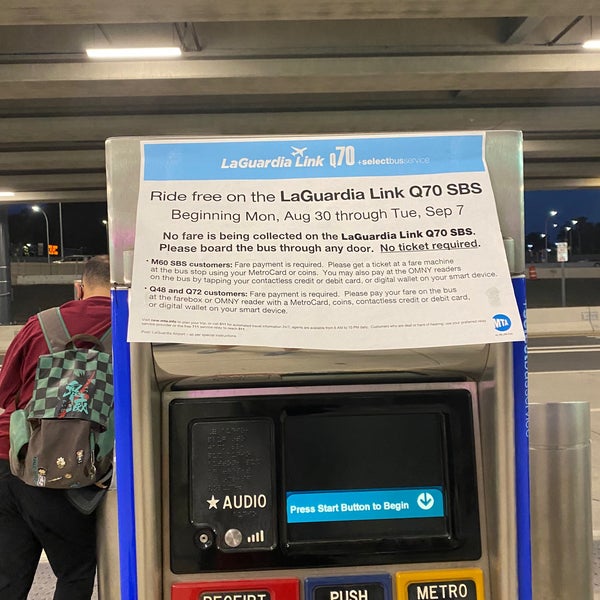 LaGuardia Link Q70 +selectbusservice
Ride free on the LaGuardia Link Q70 SBS
Beginning Mon, Aug 30 through Tue, Sep 7
No fare is being collected on the LaGuardia Link Q70 SBS.
Please board the bus through any door. No ticket required.
• M60 SBS customers: Fare payment is required. Please get a ticket at a fare machine
at the bus stop using your MetroCard or coins. You may also pay at the OMNY readers
on the bus by tapping your contactless credit or debit card, or digital wallet on your smart device.
• Q48 and Q72 customers: Fare payment is required. Please pay your fare on the bus
at the farebox or OMNY reader with a MetroCard, coins, contactless credit or debit card,
or digital wallet on your smart device.
MTA
★ AUDIO
Press Start Button to Begin
RECEIPT
PUSH
METRO